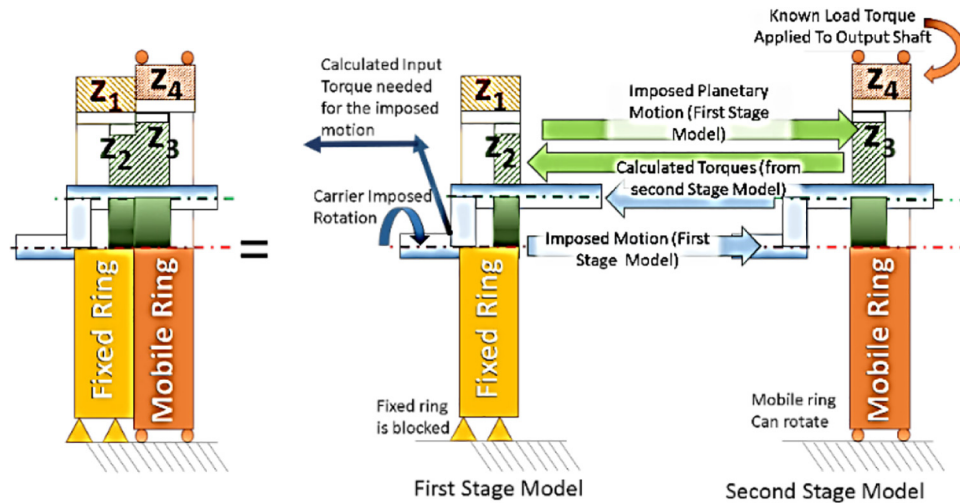 Z1
Z4
Z2
Z3
Fixed Ring
Mobile Ring
=
Calculated Input
Torque needed
for the imposed
motion
Carrier Imposed
Rotation
Z1
Z2
Fixed Ring
Fixed ring
is blocked
First Stage Model
Imposed Planetary
Motion (First Stage
Model)
Calculated Torques (from
second Stage Model)
Imposed Motion (First
Stage Model)
Known Load Torque
Applied To Output Shaft
Z4
Z3
Mobile Ring
Mobile ring
Can rotate
Second Stage Model